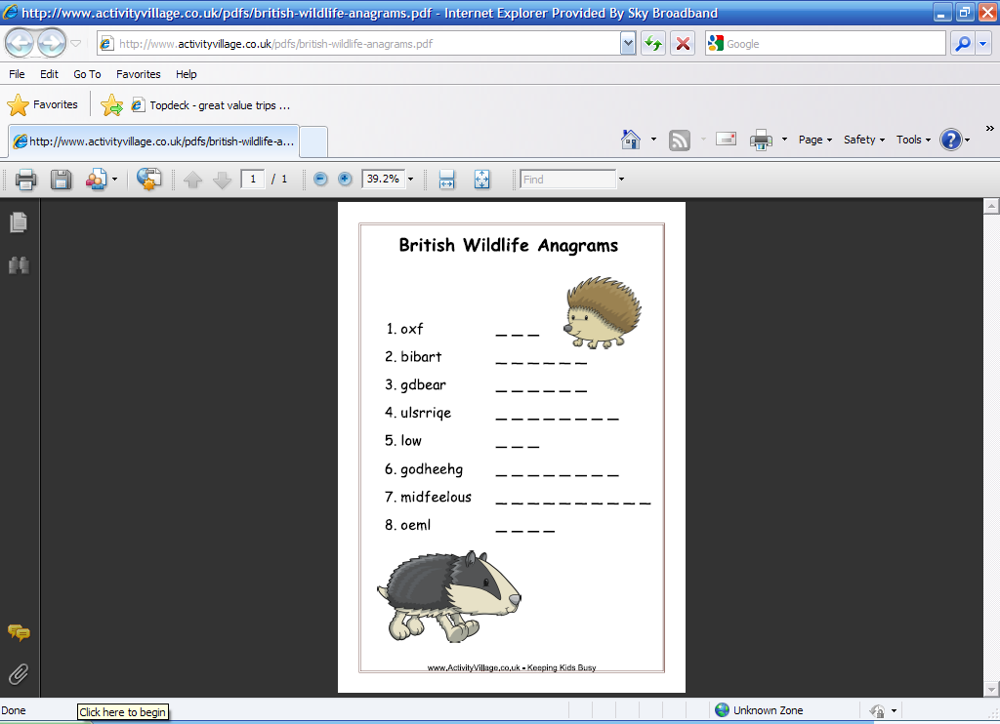 http://www.activityvillage.co.uk/pdfs/british-wildlife-anagrams.pdf - Internet Explorer Provided By Sky Broadband
http://www.activityvillage.co.uk/pdfs/british-wildlife-anagrams.pdf
Google
File Edit Go To Favorites Help
Favorites Topdeck - great value trips ...
http://www.activityvillage.co.uk/pdfs/british-wildlife-a... Page Safety Tools
1 / 1 39.2% Find
British Wildlife Anagrams
1. oxf _ _ _
2. bibart _ _ _ _ _ _
3. gdbear _ _ _ _ _ _
4. ulsrriqe _ _ _ _ _ _ _ _
5. low _ _ _
6. godheehg _ _ _ _ _ _ _ _
7. midfeelous _ _ _ _ _ _ _ _ _ _
8. oeml _ _ _ _
www.ActivityVillage.co.uk - Keeping Kids Busy
Done Click here to begin Unknown Zone